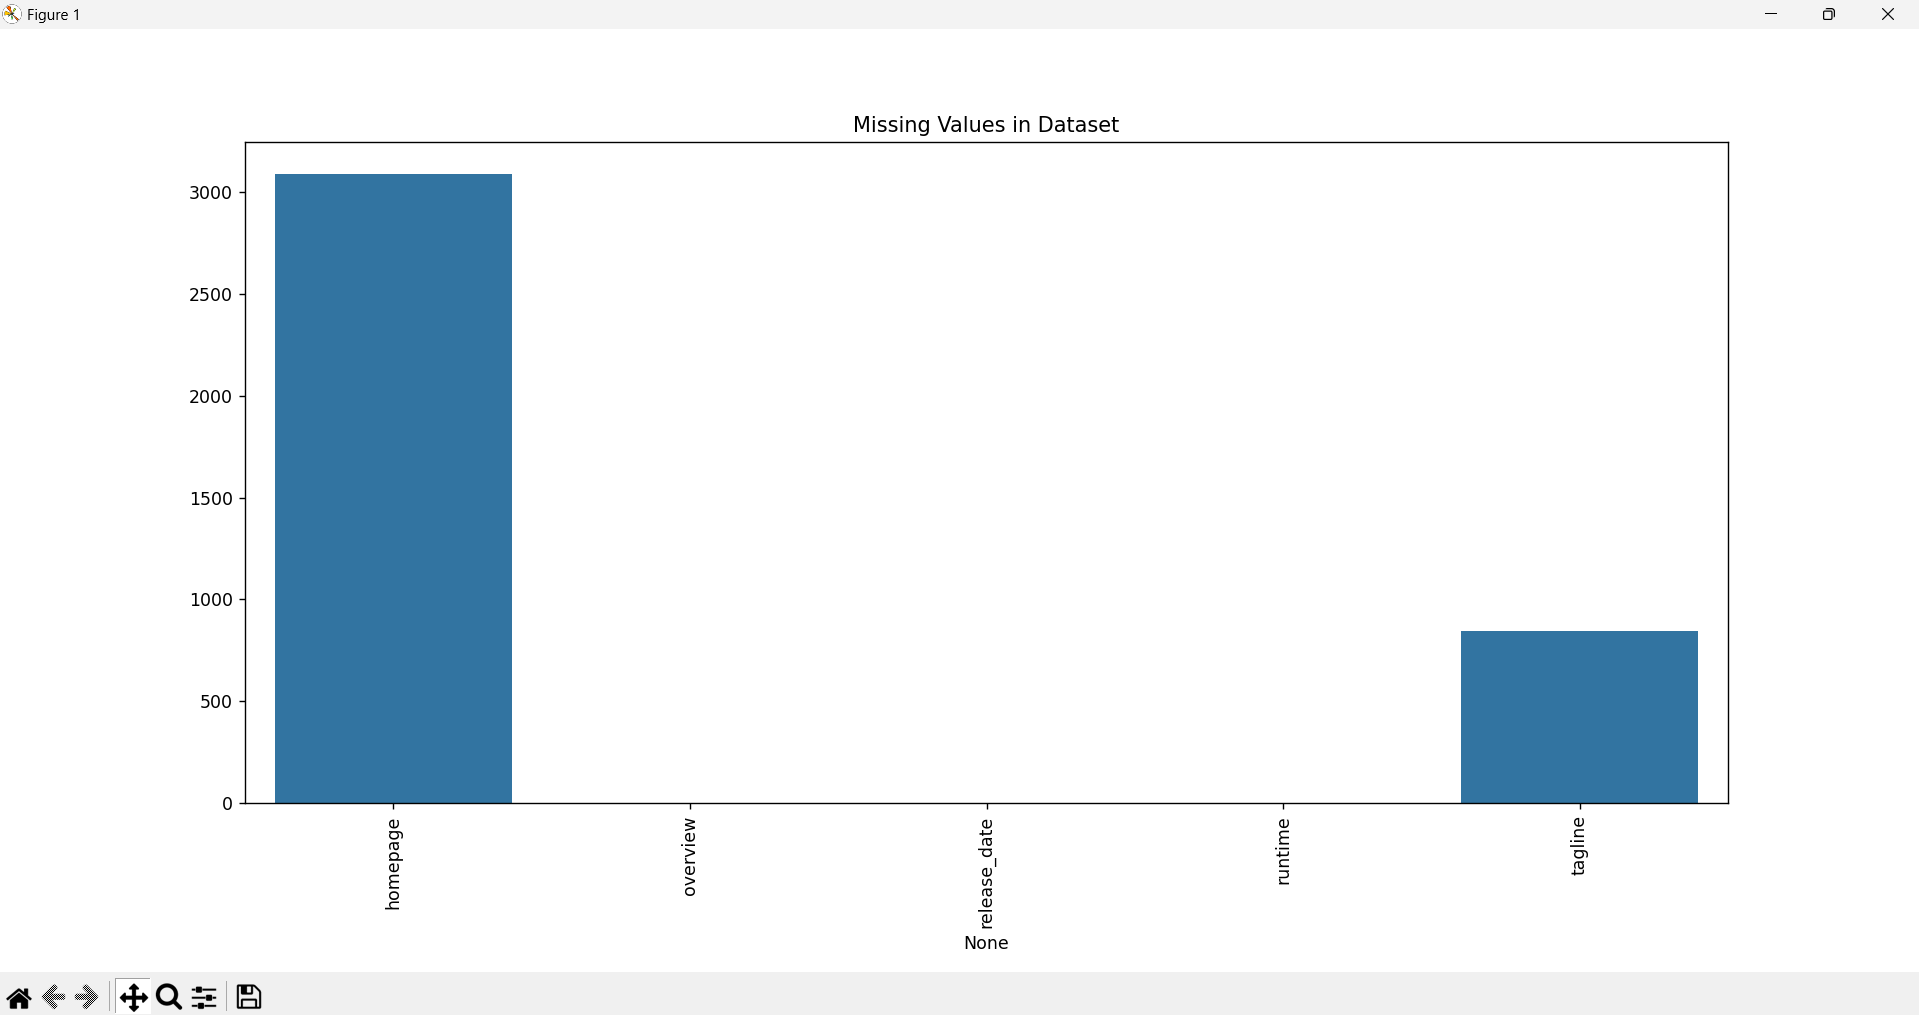 Figure 1
Missing Values in Dataset
3000
2500
2000
1500
1000
500
0
homepage
overview
release_date
runtime
tagline
None